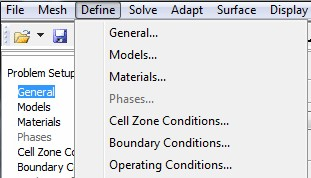 File Mesh Define Solve Adapt Surface Display
General...
Models...
Materials...
Phases...
Cell Zone Conditions...
Boundary Conditions...
Operating Conditions...
Problem Setup
General
Models
Materials
Phases
Cell Zone Co
Boundary Co